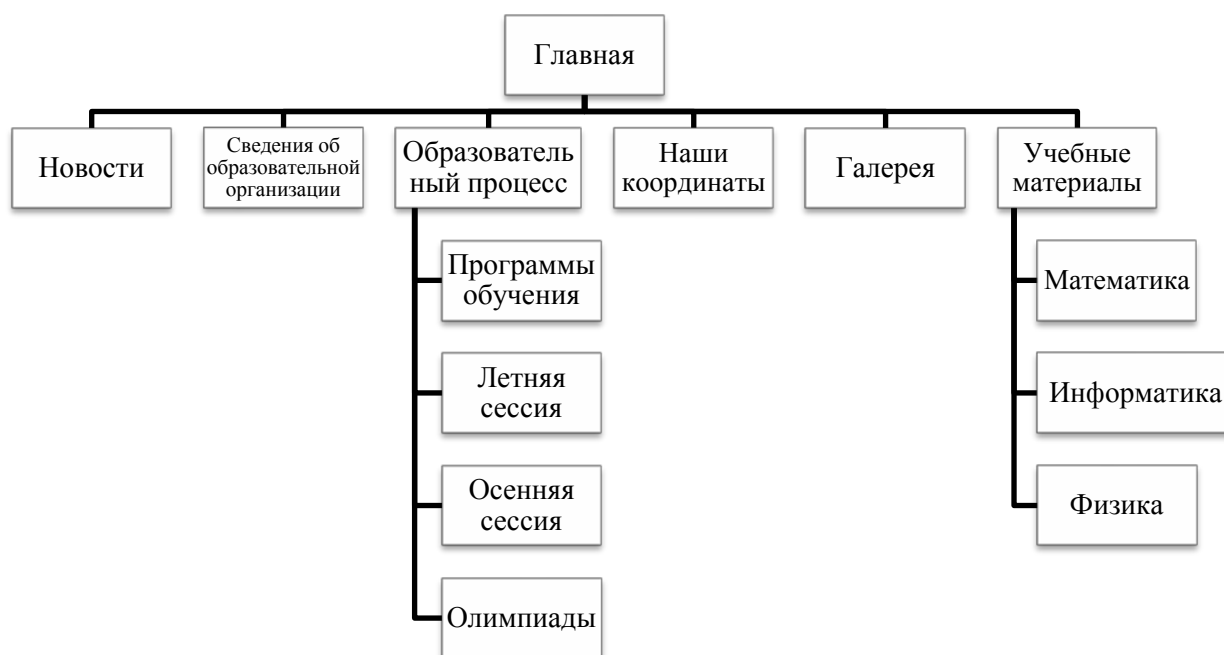 Главная
Новости
Сведения об
образовательной
организации
Образователь
ный процесс
Наши
координаты
Галерея
Учебные
материалы
Программы
обучения
Летняя
сессия
Осенняя
сессия
Олимпиады
Математика
Информатика
Физика